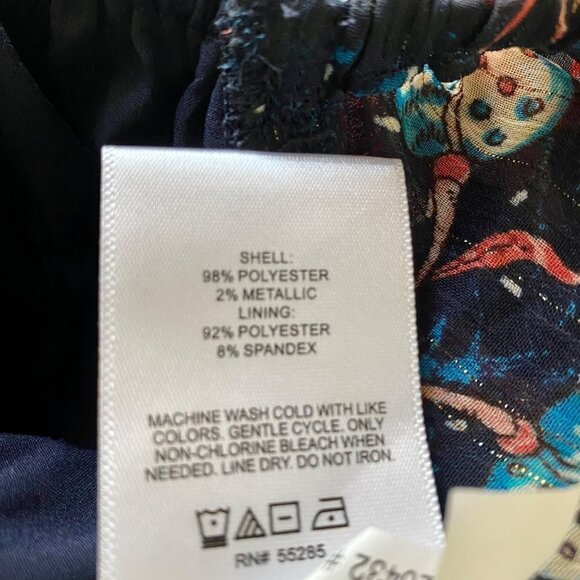 SHELL:
98% POLYESTER
2% METALLIC
LINING:
92% POLYESTER
8% SPANDEX
MACHINE WASH COLD WITH LIKE
COLORS. GENTLE CYCLE. ONLY
NON-CHLORINE BLEACH WHEN
NEEDED. LINE DRY. DO NOT IRON.
RN# 55285